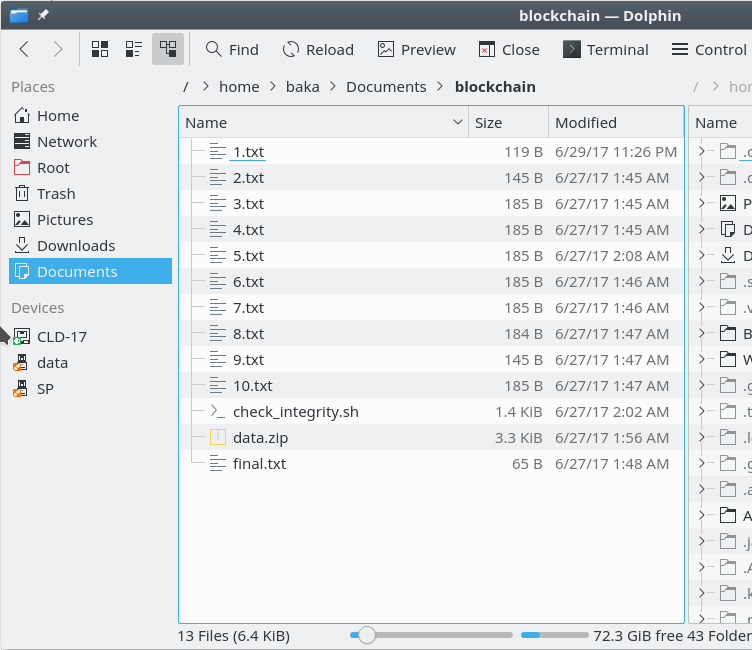 blockchain — Dolphin
Find Reload Preview Close Terminal Control
Places
Home
Network
Root
Trash
Pictures
Downloads
Documents
Devices
CLD-17
data
SP
/ > home > baka > Documents > blockchain
Name Size Modified
1.txt 119 B 6/29/17 11:26 PM
2.txt 145 B 6/27/17 1:45 AM
3.txt 185 B 6/27/17 1:45 AM
4.txt 185 B 6/27/17 1:45 AM
5.txt 185 B 6/27/17 2:08 AM
6.txt 185 B 6/27/17 1:46 AM
7.txt 185 B 6/27/17 1:46 AM
8.txt 184 B 6/27/17 1:47 AM
9.txt 145 B 6/27/17 1:47 AM
10.txt 185 B 6/27/17 1:47 AM
check_integrity.sh 1.4 KiB 6/27/17 2:02 AM
data.zip 3.3 KiB 6/27/17 1:56 AM
final.txt 65 B 6/27/17 1:48 AM
13 Files (6.4 KiB) 72.3 GiB free
/ >
Name
43 Folder